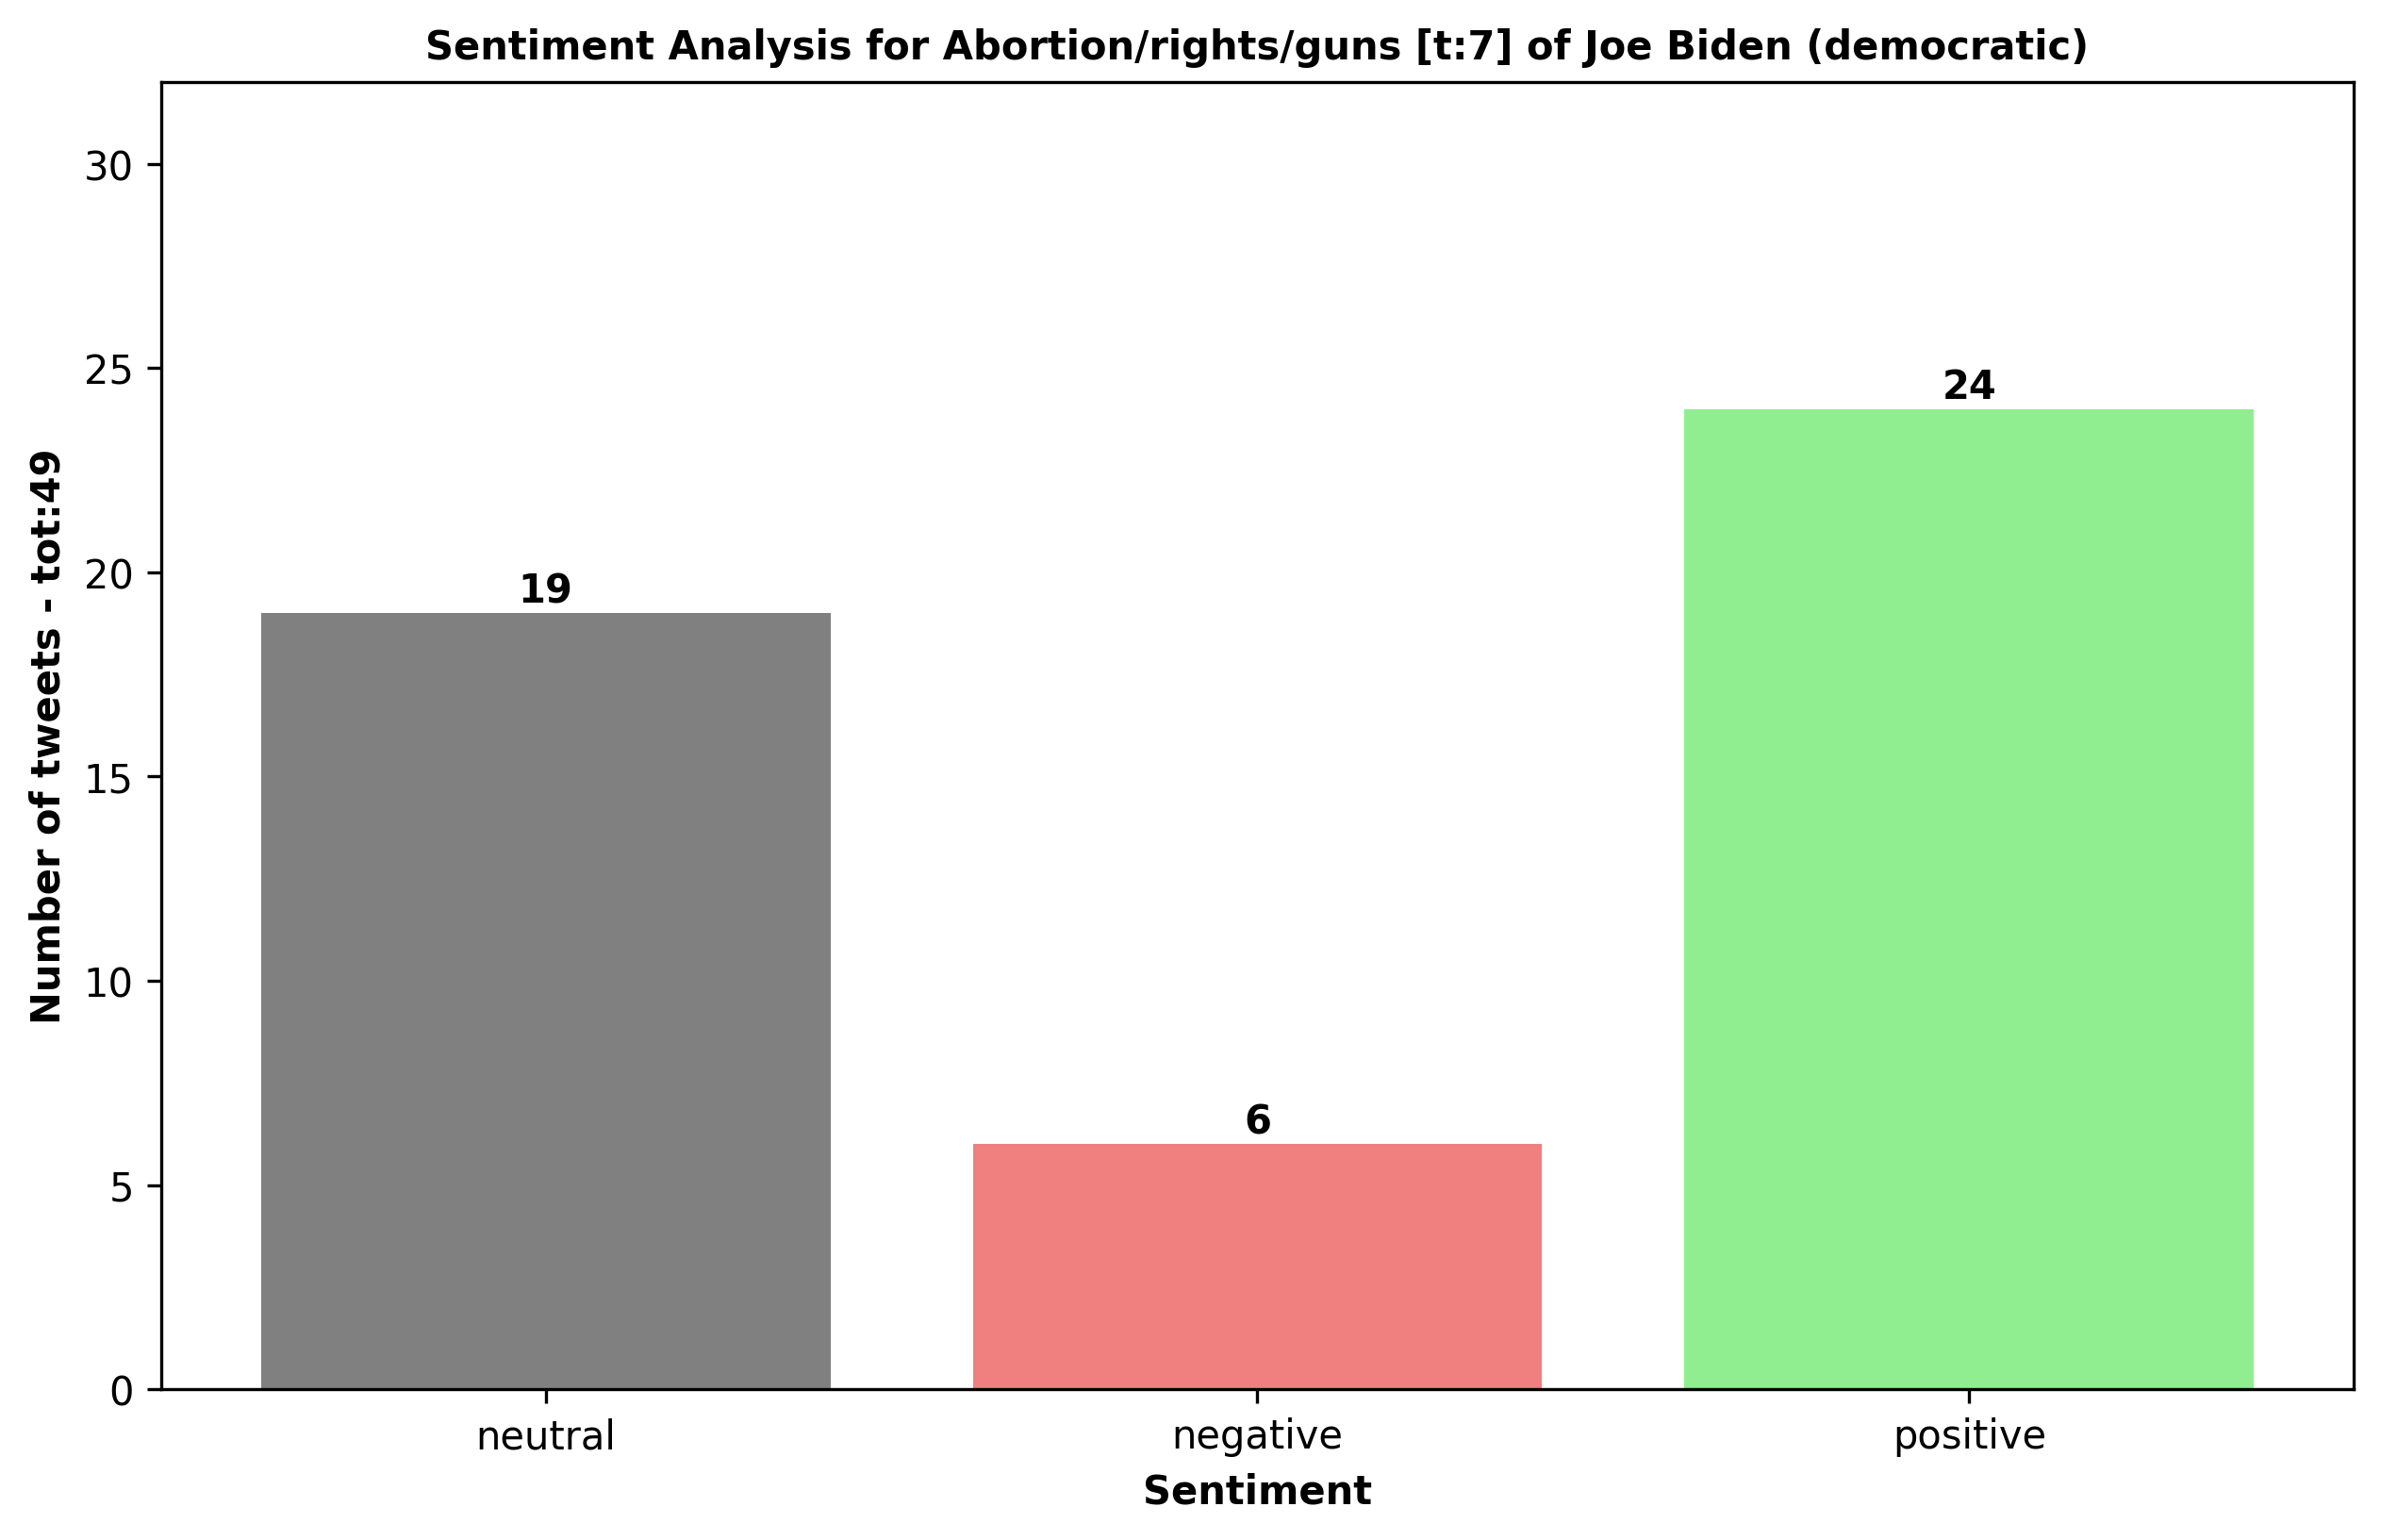 Sentiment Analysis for Abortion/rights/guns [t:7] of Joe Biden (democratic)
Number of tweets - tot:49
30
25
20
15
10
5
0
19
6
24
neutral
negative
positive
Sentiment